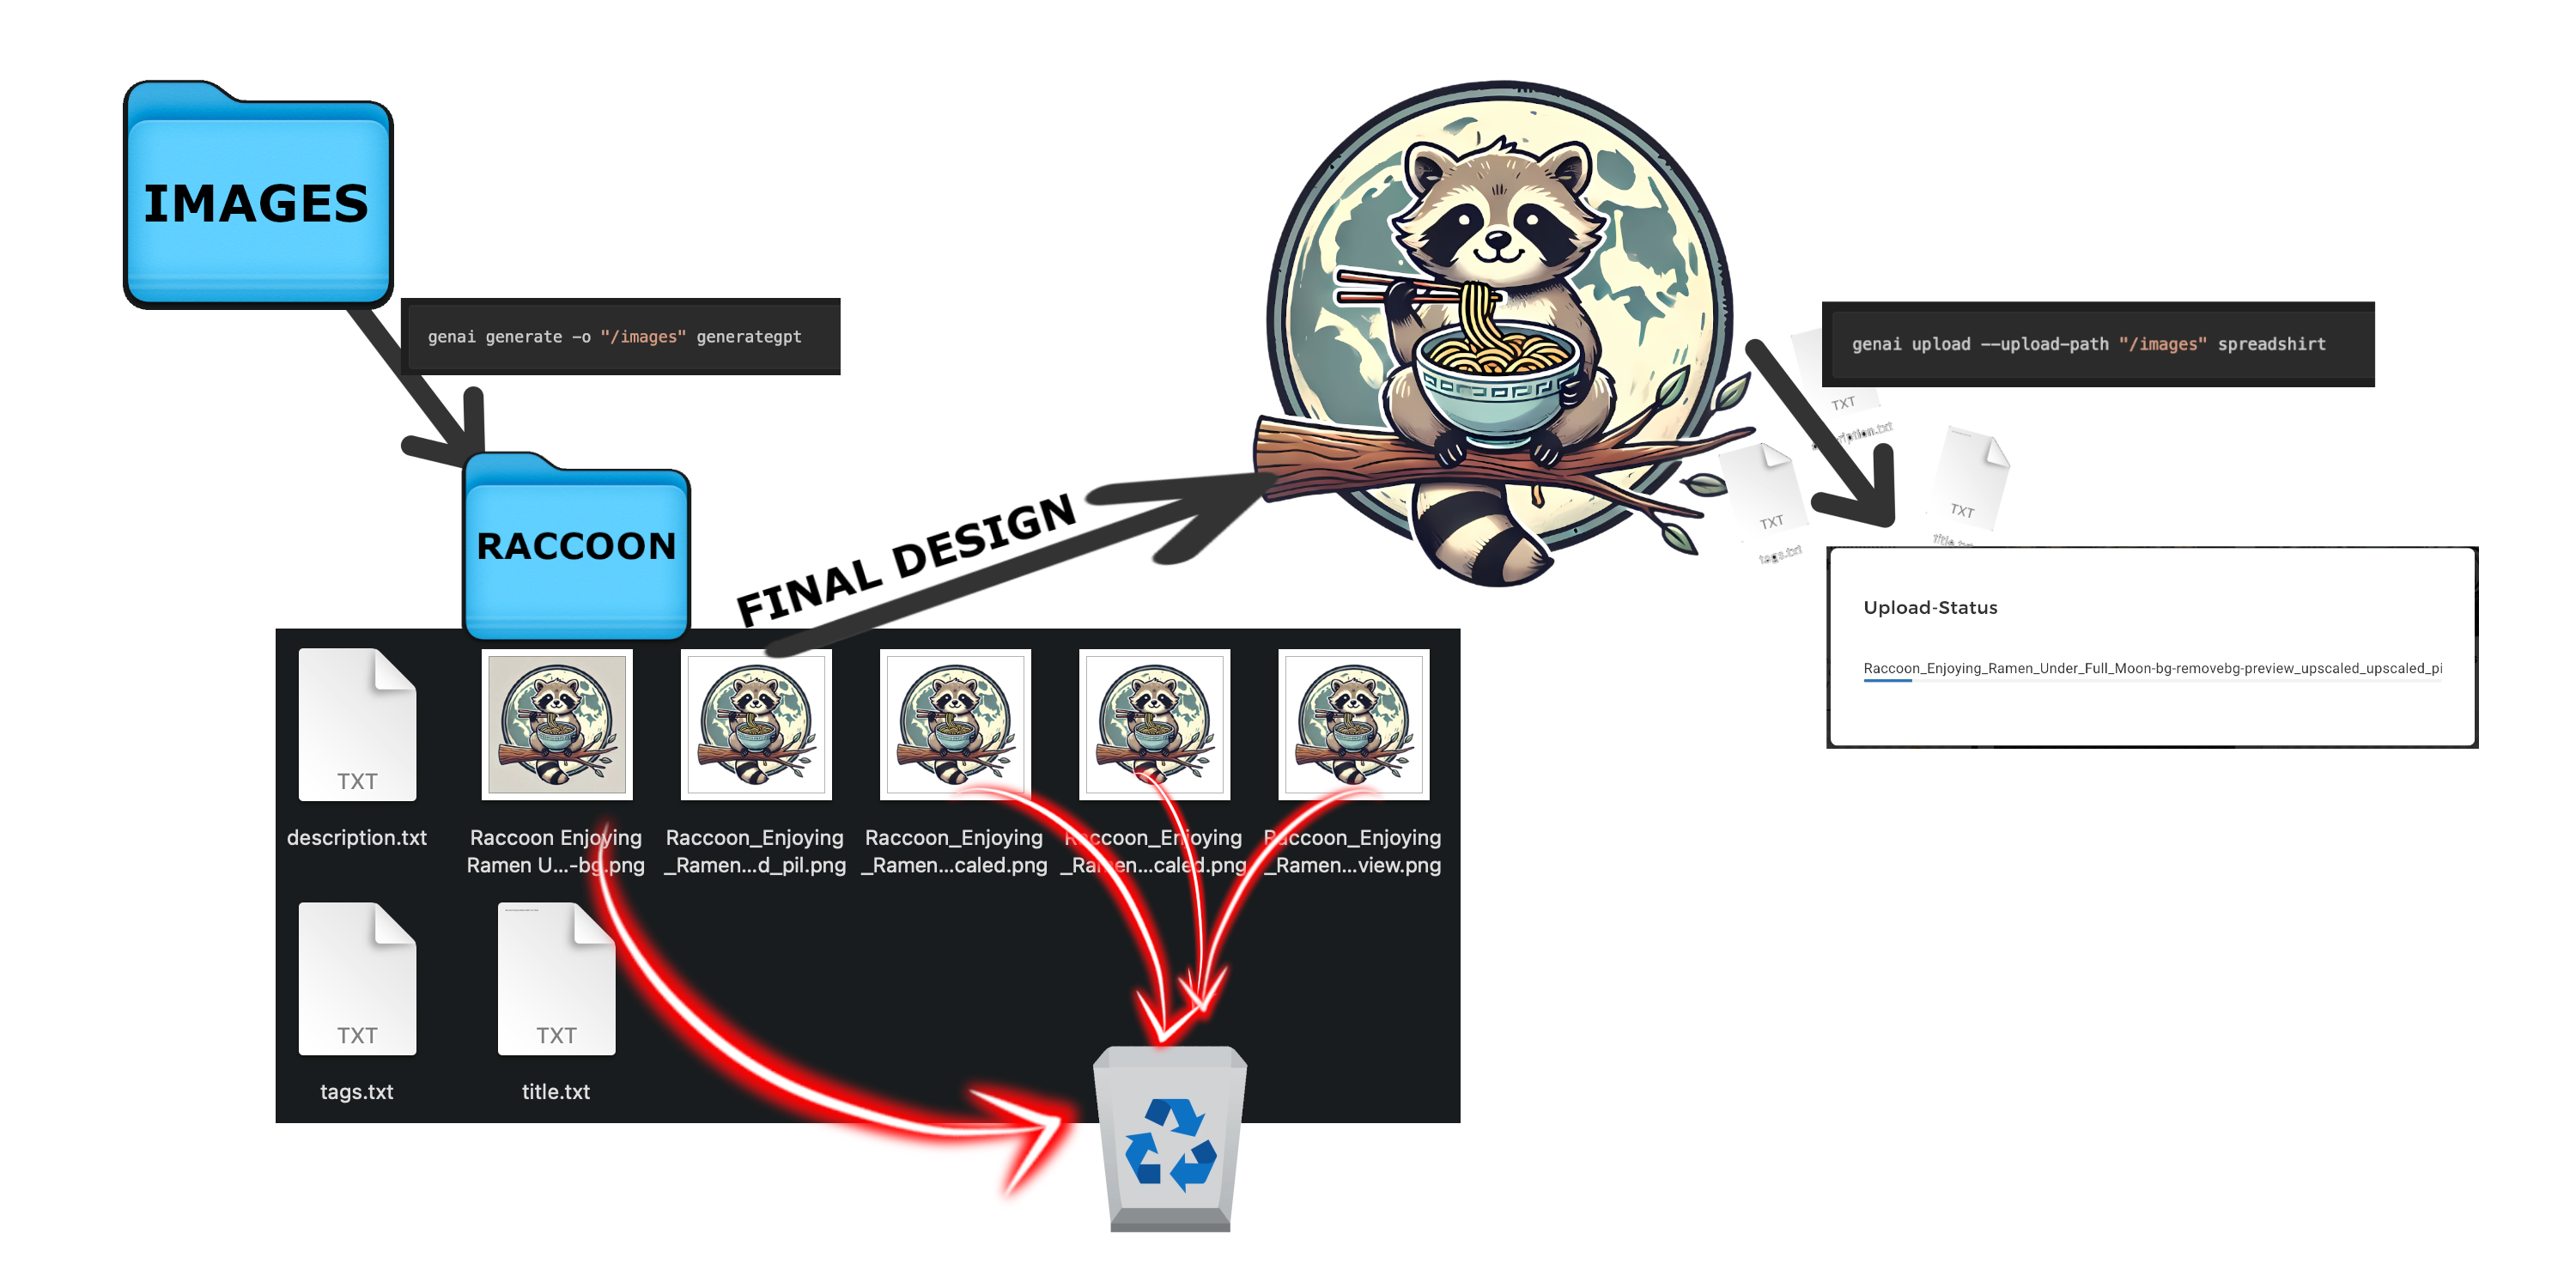 IMAGES
genai generate -o "/images" generategpt
RACCOON
FINAL DESIGN
genai upload --upload-path "/images" spreadshirt
TXT
TXT
tags.txt
TXT
Upload-Status
Raccoon_Enjoying_Ramen_Under_Full_Moon-bg-removebg-preview_upscaled_upscaled_pi
TXT
description.txt
Raccoon Enjoying
Ramen U...-bg.png
Raccoon_Enjoying
_Ramen...d_pil.png
Raccoon_Enjoying
_Ramen...caled.png
Raccoon_Enjoying
_Ramen...caled.png
Raccoon_Enjoying
_Ramen...view.png
TXT
tags.txt
TXT
title.txt